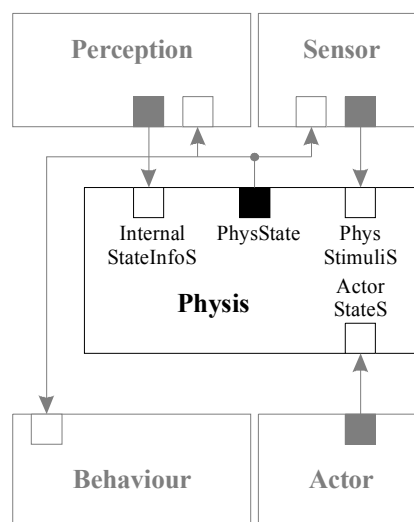 Perception
Sensor
Internal
StateInfoS
PhysState
Phys
StimuliS
Actor
StateS
Physis
Behaviour
Actor